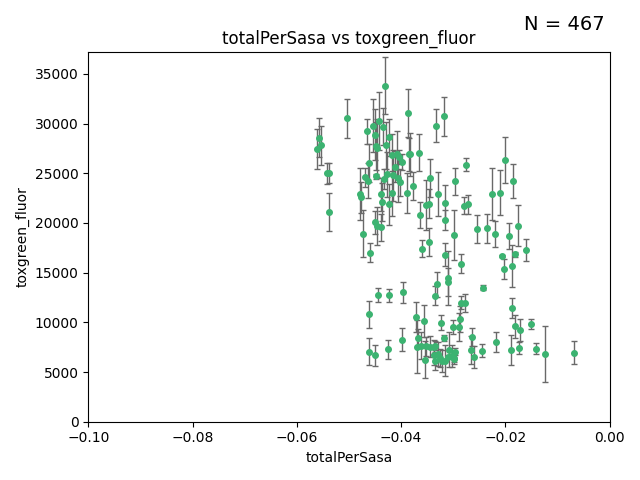 N = 467
totalPerSasa vs toxgreen_fluor
35000
30000
25000
20000
15000
10000
5000
0
toxgreen_fluor
−0.10 −0.08 −0.06 −0.04 −0.02 0.00
totalPerSasa